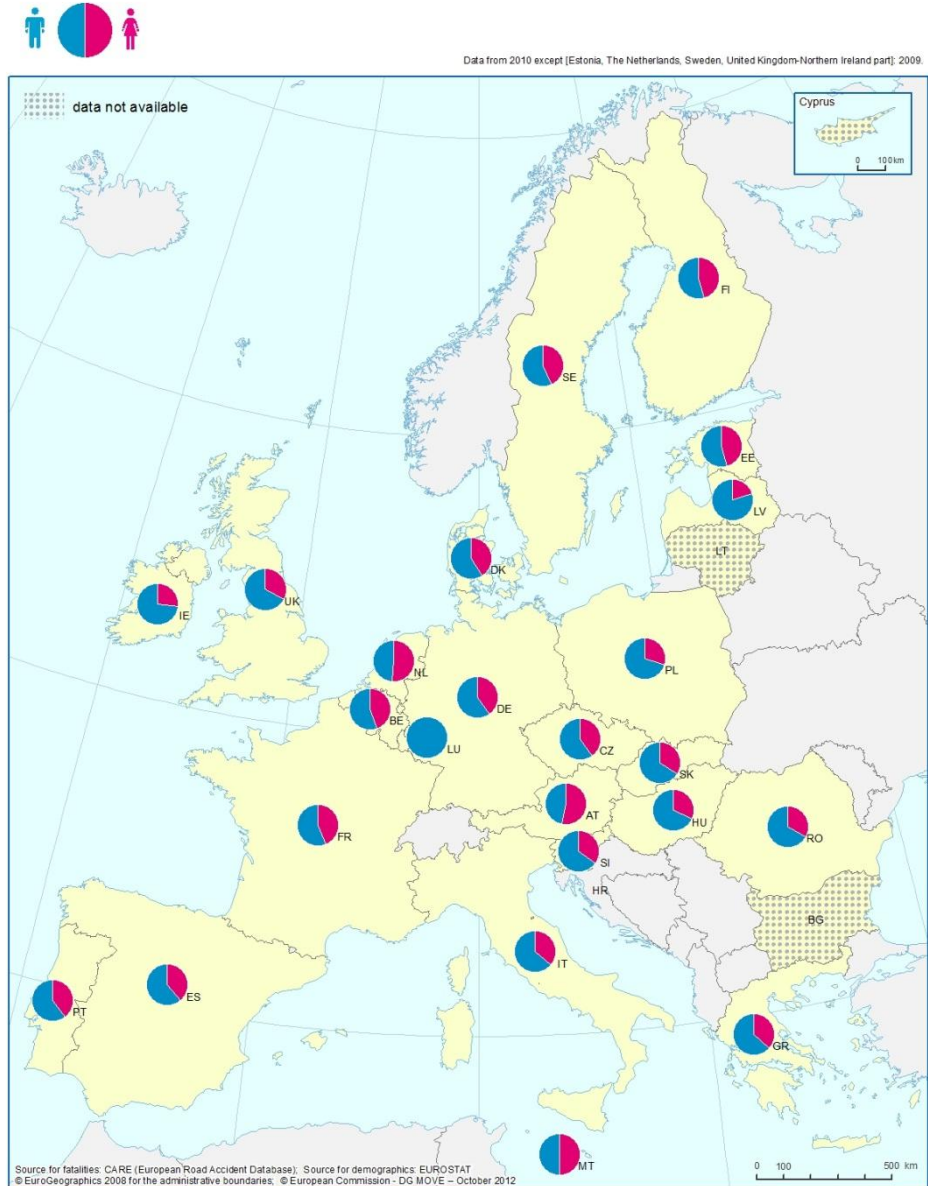 Data from 2010 except [Estonia, The Netherlands, Sweden, United Kingdom-Northern Ireland part]: 2009.
data not available
Cyprus
0 100 km
FI
SE
EE
LV
LT
DK
IE
UK
NL
PL
DE
BE
LU
CZ
SK
AT
HU
FR
RO
SI
HR
BG
IT
ES
PT
GR
MT
Source for fatalities: CARE (European Road Accident Database); Source for demographics: EUROSTAT
© EuroGeographics 2008 for the administrative boundaries; © European Commission - DG MOVE – October 2012
0 100 500 km